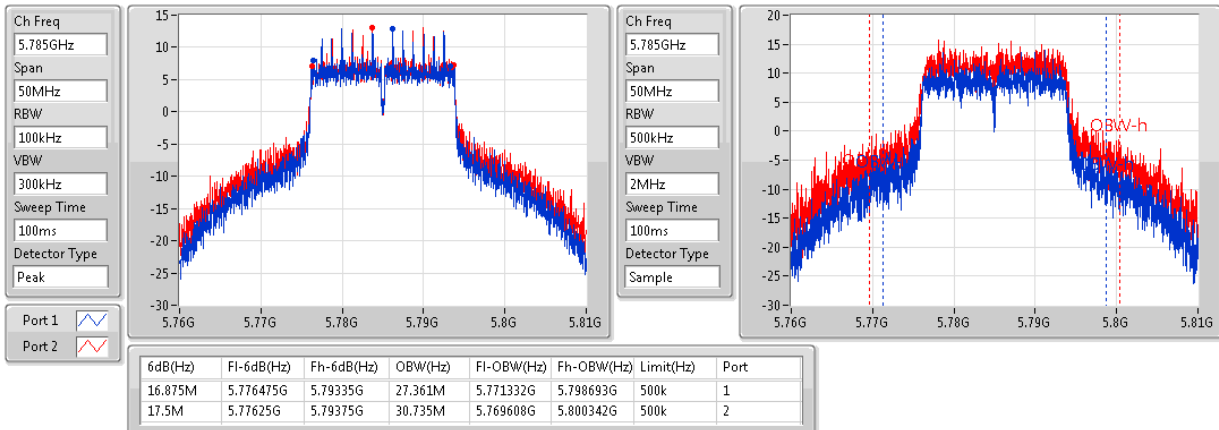 Ch Freq
5.785GHz
Span
50MHz
RBW
100kHz
VBW
300kHz
Sweep Time
100ms
Detector Type
Peak
Port 1
Port 2
15
10
5
0
-5
-10
-15
-20
-25
-30
5.76G 5.77G 5.78G 5.79G 5.8G 5.81G
Ch Freq
5.785GHz
Span
50MHz
RBW
500kHz
VBW
2MHz
Sweep Time
100ms
Detector Type
Sample
20
15
10
5
0
-5
-10
-15
-20
-25
-30
OBW-h
5.76G 5.77G 5.78G 5.79G 5.8G 5.81G
6dB(Hz) Fl-6dB(Hz) Fh-6dB(Hz) OBW(Hz) Fl-OBW(Hz) Fh-OBW(Hz) Limit(Hz) Port
16.875M 5.776475G 5.79335G 27.361M 5.771332G 5.798693G 500k 1
17.5M 5.77625G 5.79375G 30.735M 5.769608G 5.800342G 500k 2